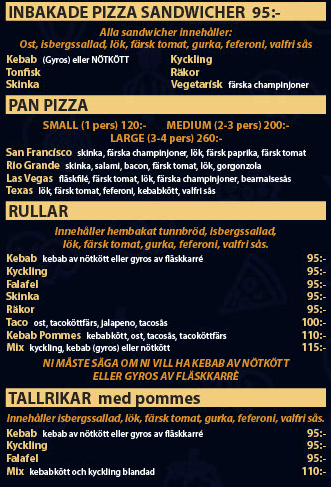 INBAKADE PIZZA SANDWICHER 95:-
Alla sandwicher innehåller:
Ost, isbergssallad, lök, färsk tomat, gurka, feferoni, valfri sås
Kebab (Gyros) eller NÖTKÖTT Kyckling
Tonfisk Räkor
Skinka Vegetarisk färska champinjoner
PAN PIZZA
SMALL (1 pers) 120:- MEDIUM (2-3 pers) 200:-
LARGE (3-4 pers) 260:-
San Francisco skinka, färska champinjoner, lök, färsk paprika, färsk tomat
Rio Grande skinka, salami, bacon, färsk tomat, lök, gorgonzola
Las Vegas fläskfilé, färsk tomat, lök, färska champinjoner, bearnaisesås
Texas lök, färsk tomat, feferoni, kebabkött, valfri sås
RULLAR
Innehåller hembakat tunnbröd, isbergssallad,
lök, färsk tomat, gurka, feferoni, valfri sås.
Kebab kebab av nötkött eller gyros av fläskkarré 95:-
Kyckling 95:-
Falafel 95:-
Skinka 95:-
Räkor 95:-
Taco ost, tacoköttfärs, jalapeno, tacosås 100:-
Kebab Pommes kebabkött, ost, tacosås, tacoköttfärs 110:-
Mix kyckling, kebab (gyros) eller nötkött 115:-
NI MÅSTE SÄGA OM NI VILL HA KEBAB AV NÖTKÖTT
ELLER GYROS AV FLÄSKKARRÉ
TALLRIKAR med pommes
Innehåller isbergssallad, lök, färsk tomat, gurka, feferoni, valfri sås.
Kebab kebab av nötkött eller gyros av fläskkarré 95:-
Kyckling 95:-
Falafel 95:-
Mix kebabkött och kyckling blandad 110:-